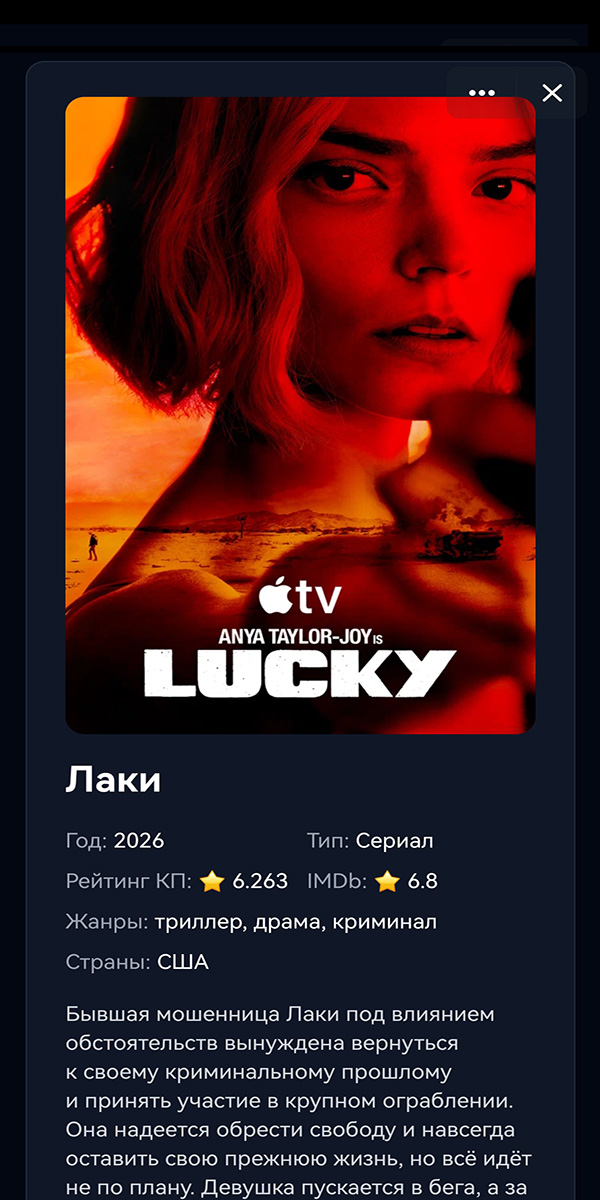 tv
ANYA TAYLOR-JOY IS
LUCKY
Лаки
Год: 2026 Тип: Сериал
Рейтинг КП: ⭐ 6.263 IMDb: ⭐ 6.8
Жанры: триллер, драма, криминал
Страны: США
Бывшая мошенница Лаки под влиянием
обстоятельств вынуждена вернуться
к своему криминальному прошлому
и принять участие в крупном ограблении.
Она надеется обрести свободу и навсегда
оставить свою прежнюю жизнь, но всё идёт
не по плану. Девушка пускается в бега, а за